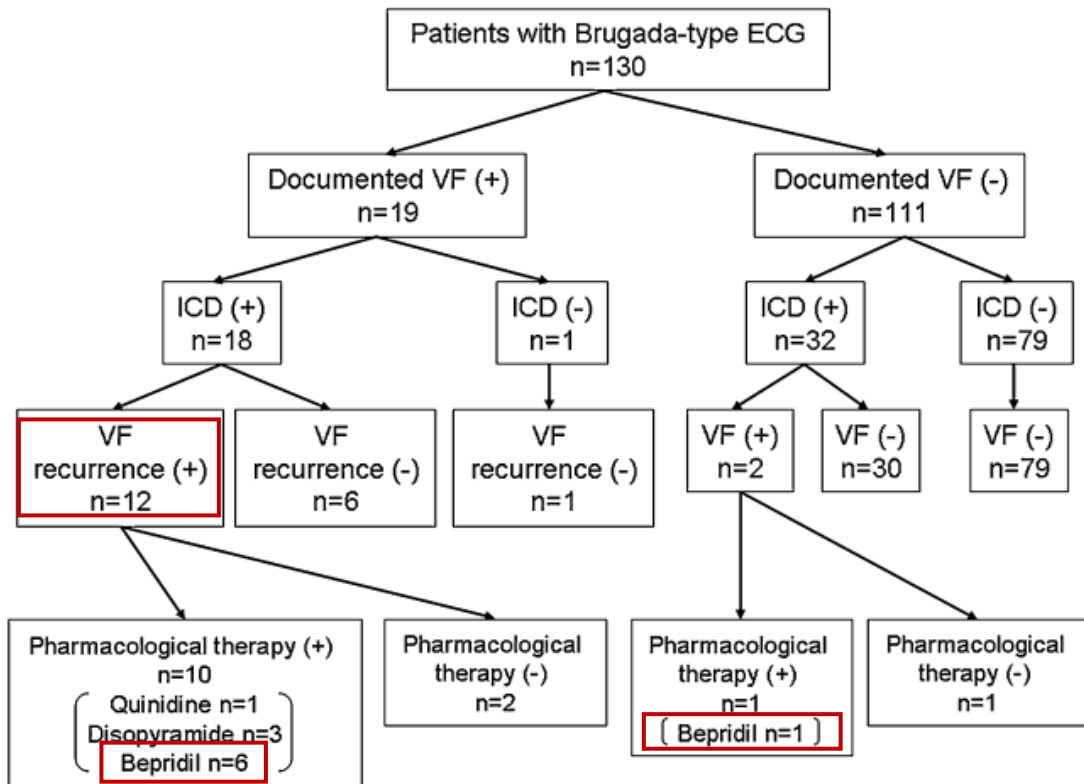 Patients with Brugada-type ECG
n=130
Documented VF (+)
n=19
Documented VF (-)
n=111
ICD (+)
n=18
ICD (-)
n=1
ICD (+)
n=32
ICD (-)
n=79
VF
recurrence (+)
n=12
VF
recurrence (-)
n=6
VF
recurrence (-)
n=1
VF (+)
n=2
VF (-)
n=30
VF (-)
n=79
Pharmacological therapy (+)
n=10
Quinidine n=1
Disopyramide n=3
Bepridil n=6
Pharmacological
therapy (-)
n=2
Pharmacological
therapy (+)
n=1
[ Bepridil n=1 ]
Pharmacological
therapy (-)
n=1